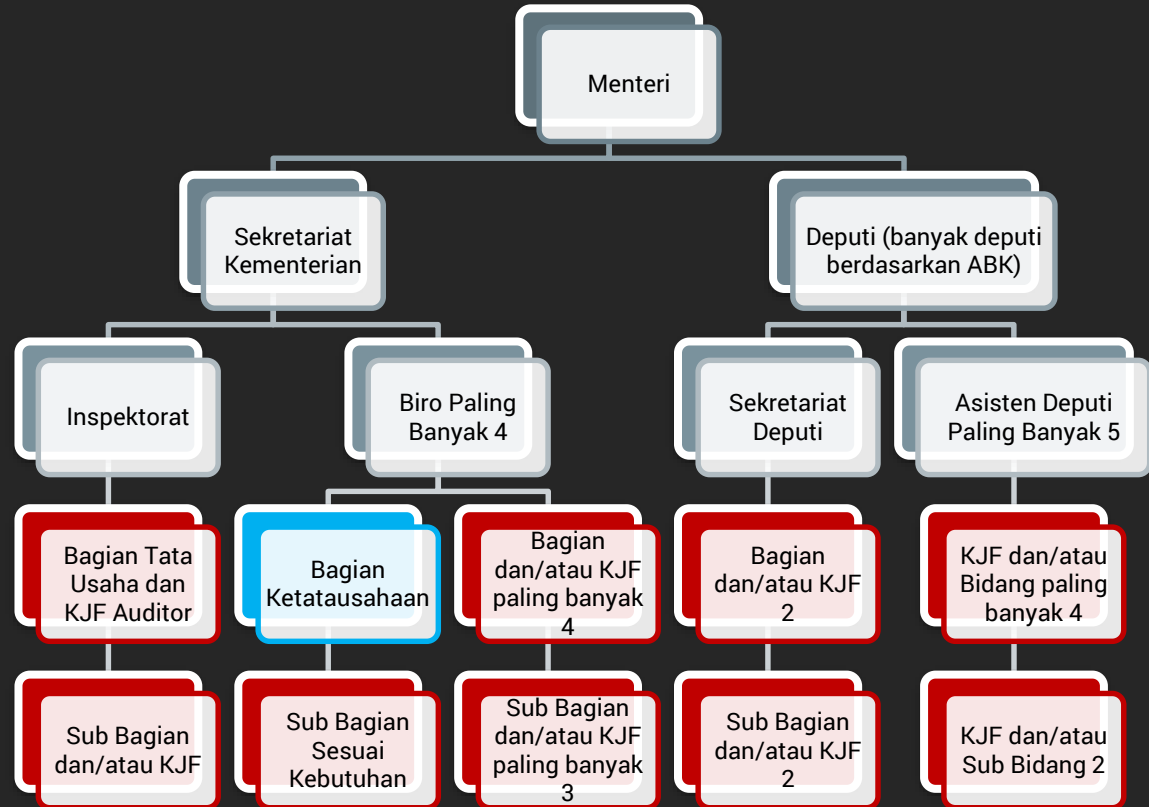 Menteri
Sekretariat
Kementerian
Deputi (banyak deputi
berdasarkan ABK)
Inspektorat
Biro Paling
Banyak 4
Sekretariat
Deputi
Asisten Deputi
Paling Banyak 5
Bagian Tata
Usaha dan
KJF Auditor
Bagian
Ketatausahaan
Bagian
dan/atau KJF
paling banyak
4
Bagian
dan/atau KJF
2
KJF dan/atau
Bidang paling
banyak 4
Sub Bagian
dan/atau KJF
Sub Bagian
Sesuai
Kebutuhan
Sub Bagian
dan/atau KJF
paling banyak
3
Sub Bagian
dan/atau KJF
2
KJF dan/atau
Sub Bidang 2